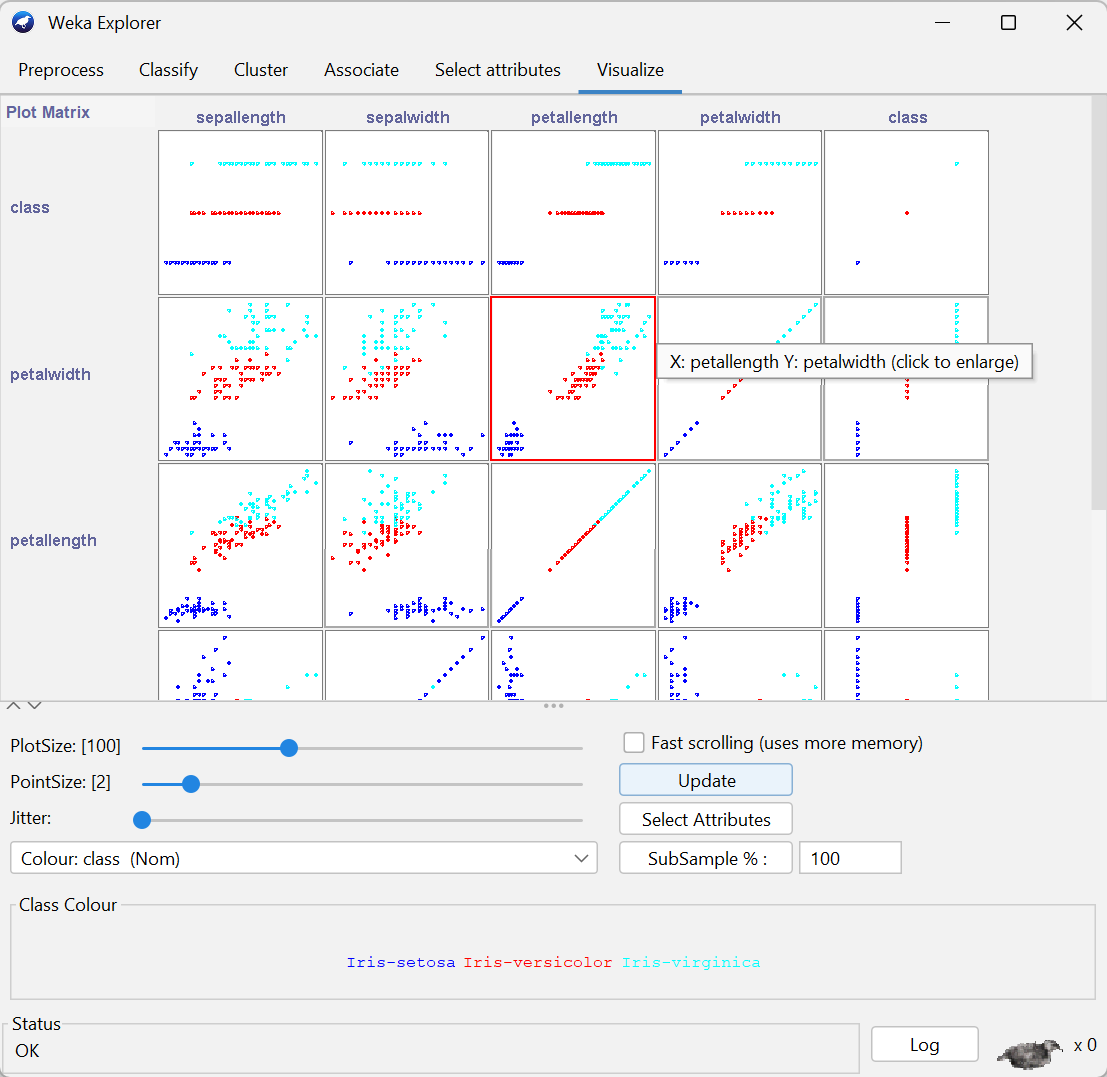 Weka Explorer
Preprocess Classify Cluster Associate Select attributes Visualize
Plot Matrix
sepallength sepalwidth petallength petalwidth class
class
petalwidth
X: petallength Y: petalwidth (click to enlarge)
petallength
PlotSize: [100]
Fast scrolling (uses more memory)
PointSize: [2]
Update
Jitter:
Select Attributes
Colour: class (Nom)
SubSample % :
100
Class Colour
Iris-setosa Iris-versicolor Iris-virginica
Status
OK
Log
x 0